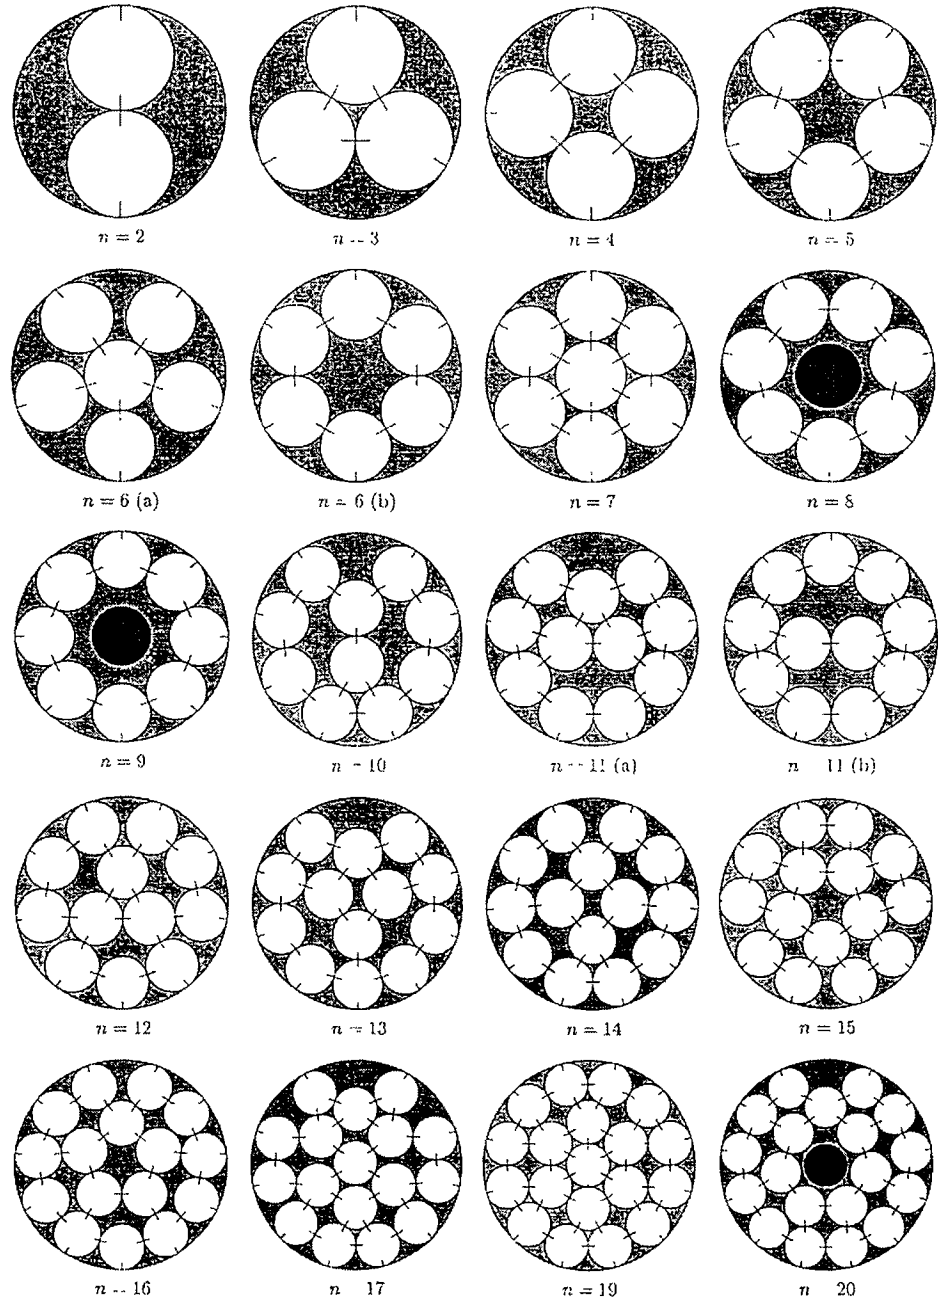 n = 2
n = 3
n = 4
n = 5
n = 6 (a)
n = 6 (b)
n = 7
n = 8
n = 9
n = 10
n = 11 (a)
n = 11 (b)
n = 12
n = 13
n = 14
n = 15
n = 16
n = 17
n = 19
n = 20